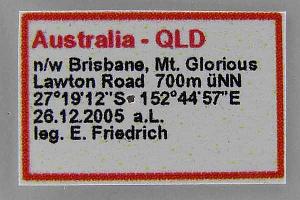 Australia - QLD
n/w Brisbane, Mt. Glorious
Lawton Road 700m üNN
27°19'12"S 152°44'57"E
26.12.2005 a.L.
leg. E. Friedrich